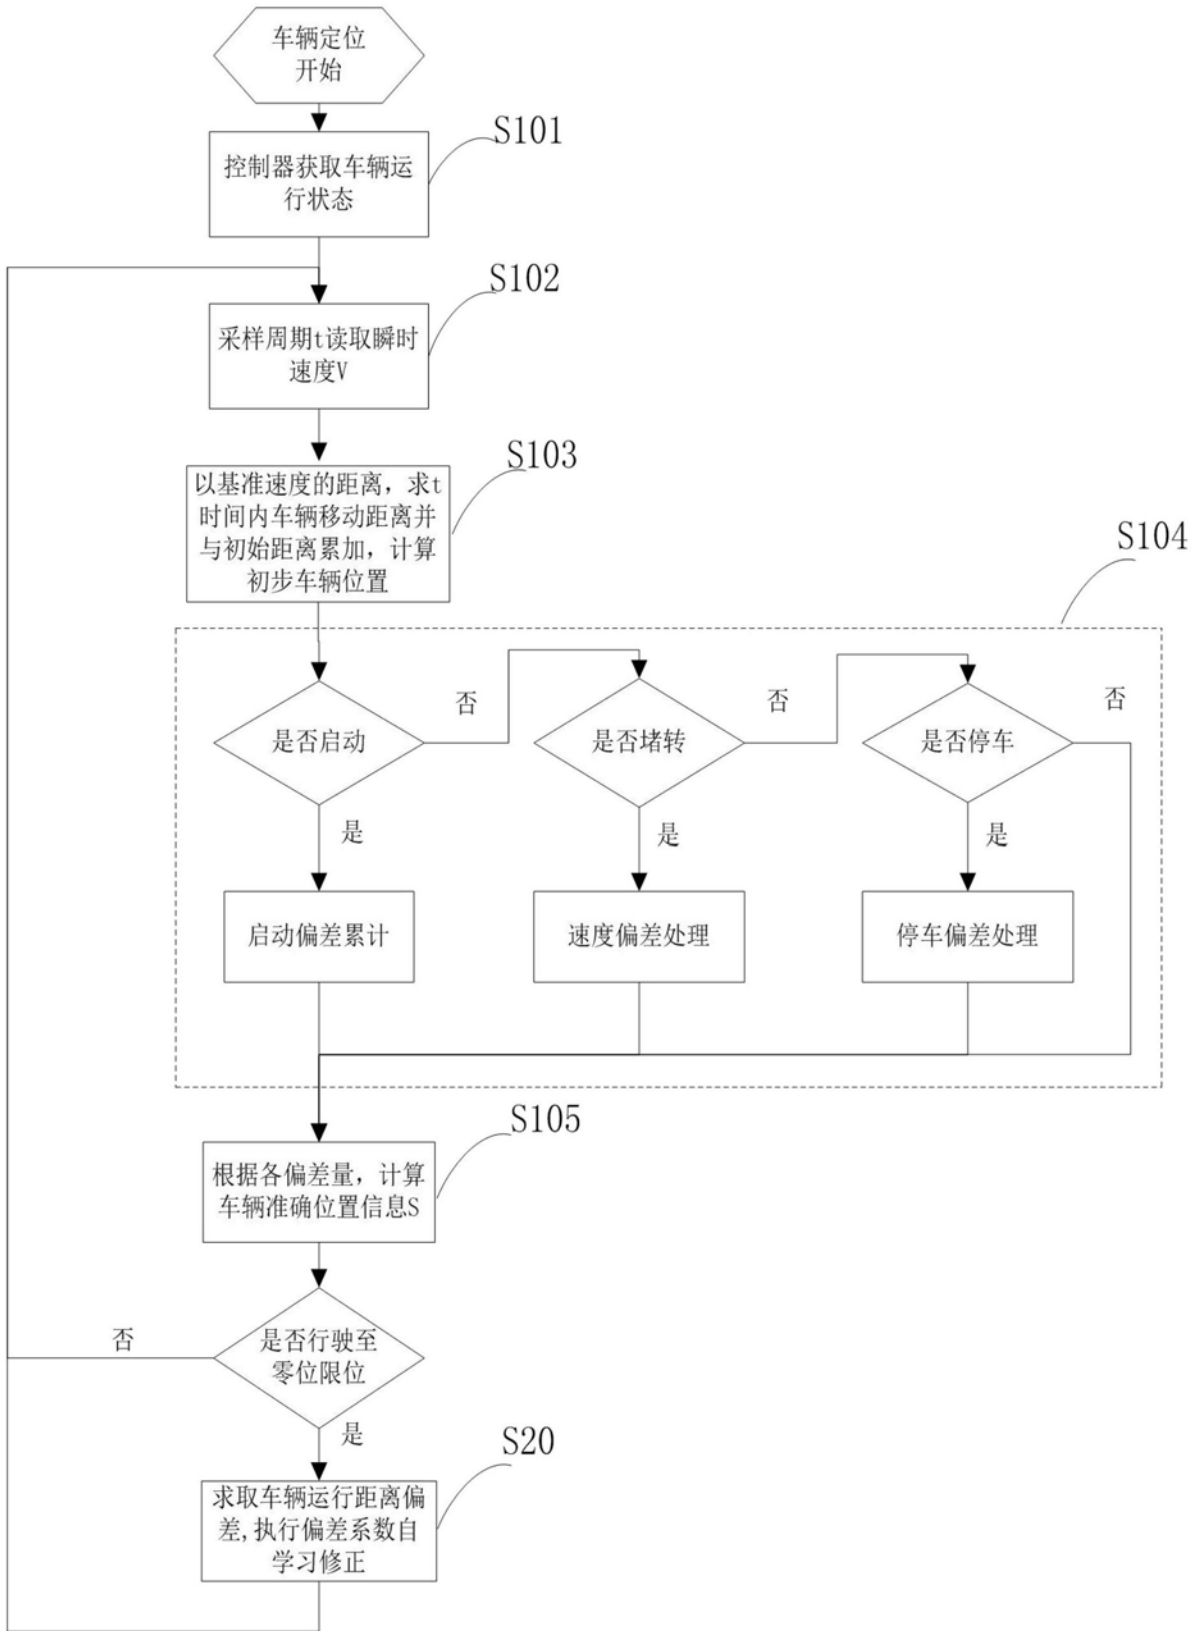 车辆定位
开始
S101
控制器获取车辆运
行状态
S102
采样周期t读取瞬时
速度V
S103
以基准速度的距离，求t
时间内车辆移动距离并
与初始距离累加，计算
初步车辆位置
S104
否
否
否
是否启动
是否堵转
是否停车
是
是
是
启动偏差累计
速度偏差处理
停车偏差处理
S105
根据各偏差量，计算
车辆准确位置信息S
否
是否行驶至
零位限位
是
S20
求取车辆运行距离偏
差,执行偏差系数自
学习修正